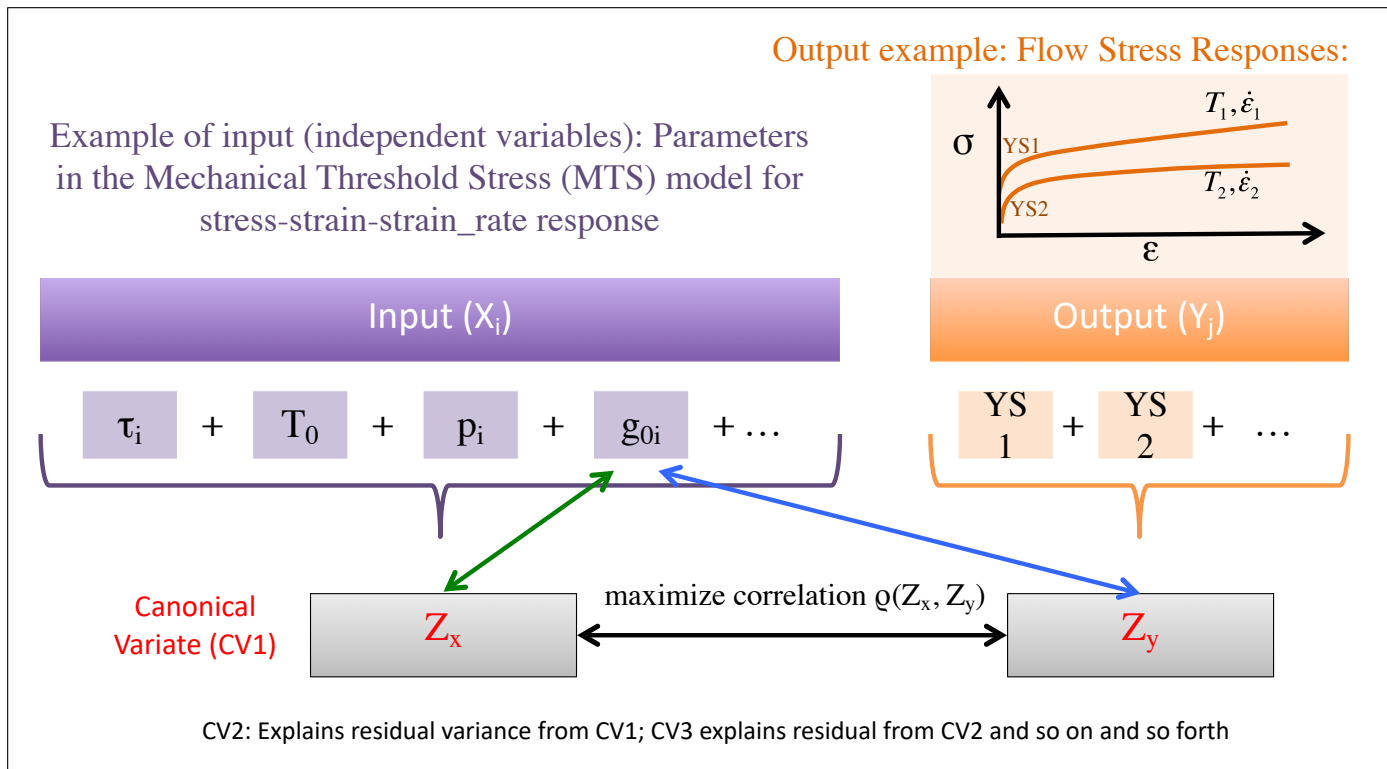 Output example: Flow Stress Responses:
Example of input (independent variables): Parameters
in the Mechanical Threshold Stress (MTS) model for
stress-strain-strain_rate response
σ
YS1
T₁, ε̇₁
YS2
T₂, ε̇₂
ε
Input (Xᵢ)
Output (Yⱼ)
τᵢ + T₀ + pᵢ + g₀ᵢ + …
YS
1
+
YS
2
+ …
maximize correlation ϱ(Zₓ, Zᵧ)
Canonical
Variate (CV1)
Zₓ
Zᵧ
CV2: Explains residual variance from CV1; CV3 explains residual from CV2 and so on and so forth